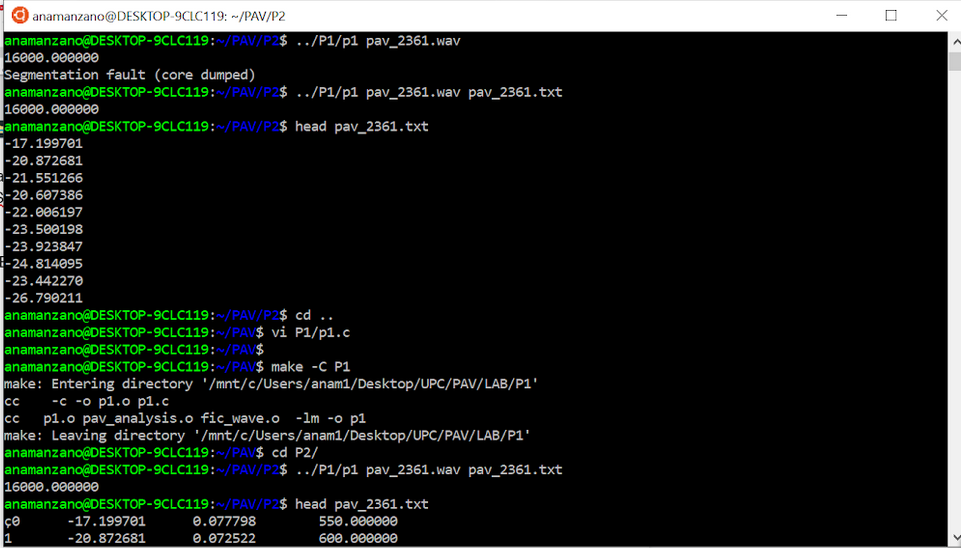 anamanzano@DESKTOP-9CLC119: ~/PAV/P2
anamanzano@DESKTOP-9CLC119:~/PAV/P2$ ../P1/p1 pav_2361.wav
16000.000000
Segmentation fault (core dumped)
anamanzano@DESKTOP-9CLC119:~/PAV/P2$ ../P1/p1 pav_2361.wav pav_2361.txt
16000.000000
anamanzano@DESKTOP-9CLC119:~/PAV/P2$ head pav_2361.txt
-17.199701
-20.872681
-21.551266
-20.607386
-22.006197
-23.500198
-23.923847
-24.814095
-23.442270
-26.790211
anamanzano@DESKTOP-9CLC119:~/PAV/P2$ cd ..
anamanzano@DESKTOP-9CLC119:~/PAV$ vi P1/p1.c
anamanzano@DESKTOP-9CLC119:~/PAV$
anamanzano@DESKTOP-9CLC119:~/PAV$ make -C P1
make: Entering directory '/mnt/c/Users/anam1/Desktop/UPC/PAV/LAB/P1'
cc     -c -o p1.o p1.c
cc   p1.o pav_analysis.o fic_wave.o  -lm -o p1
make: Leaving directory '/mnt/c/Users/anam1/Desktop/UPC/PAV/LAB/P1'
anamanzano@DESKTOP-9CLC119:~/PAV$ cd P2/
anamanzano@DESKTOP-9CLC119:~/PAV/P2$ ../P1/p1 pav_2361.wav pav_2361.txt
16000.000000
anamanzano@DESKTOP-9CLC119:~/PAV/P2$ head pav_2361.txt
ç0      -17.199701      0.077798        550.000000
1       -20.872681      0.072522        600.000000